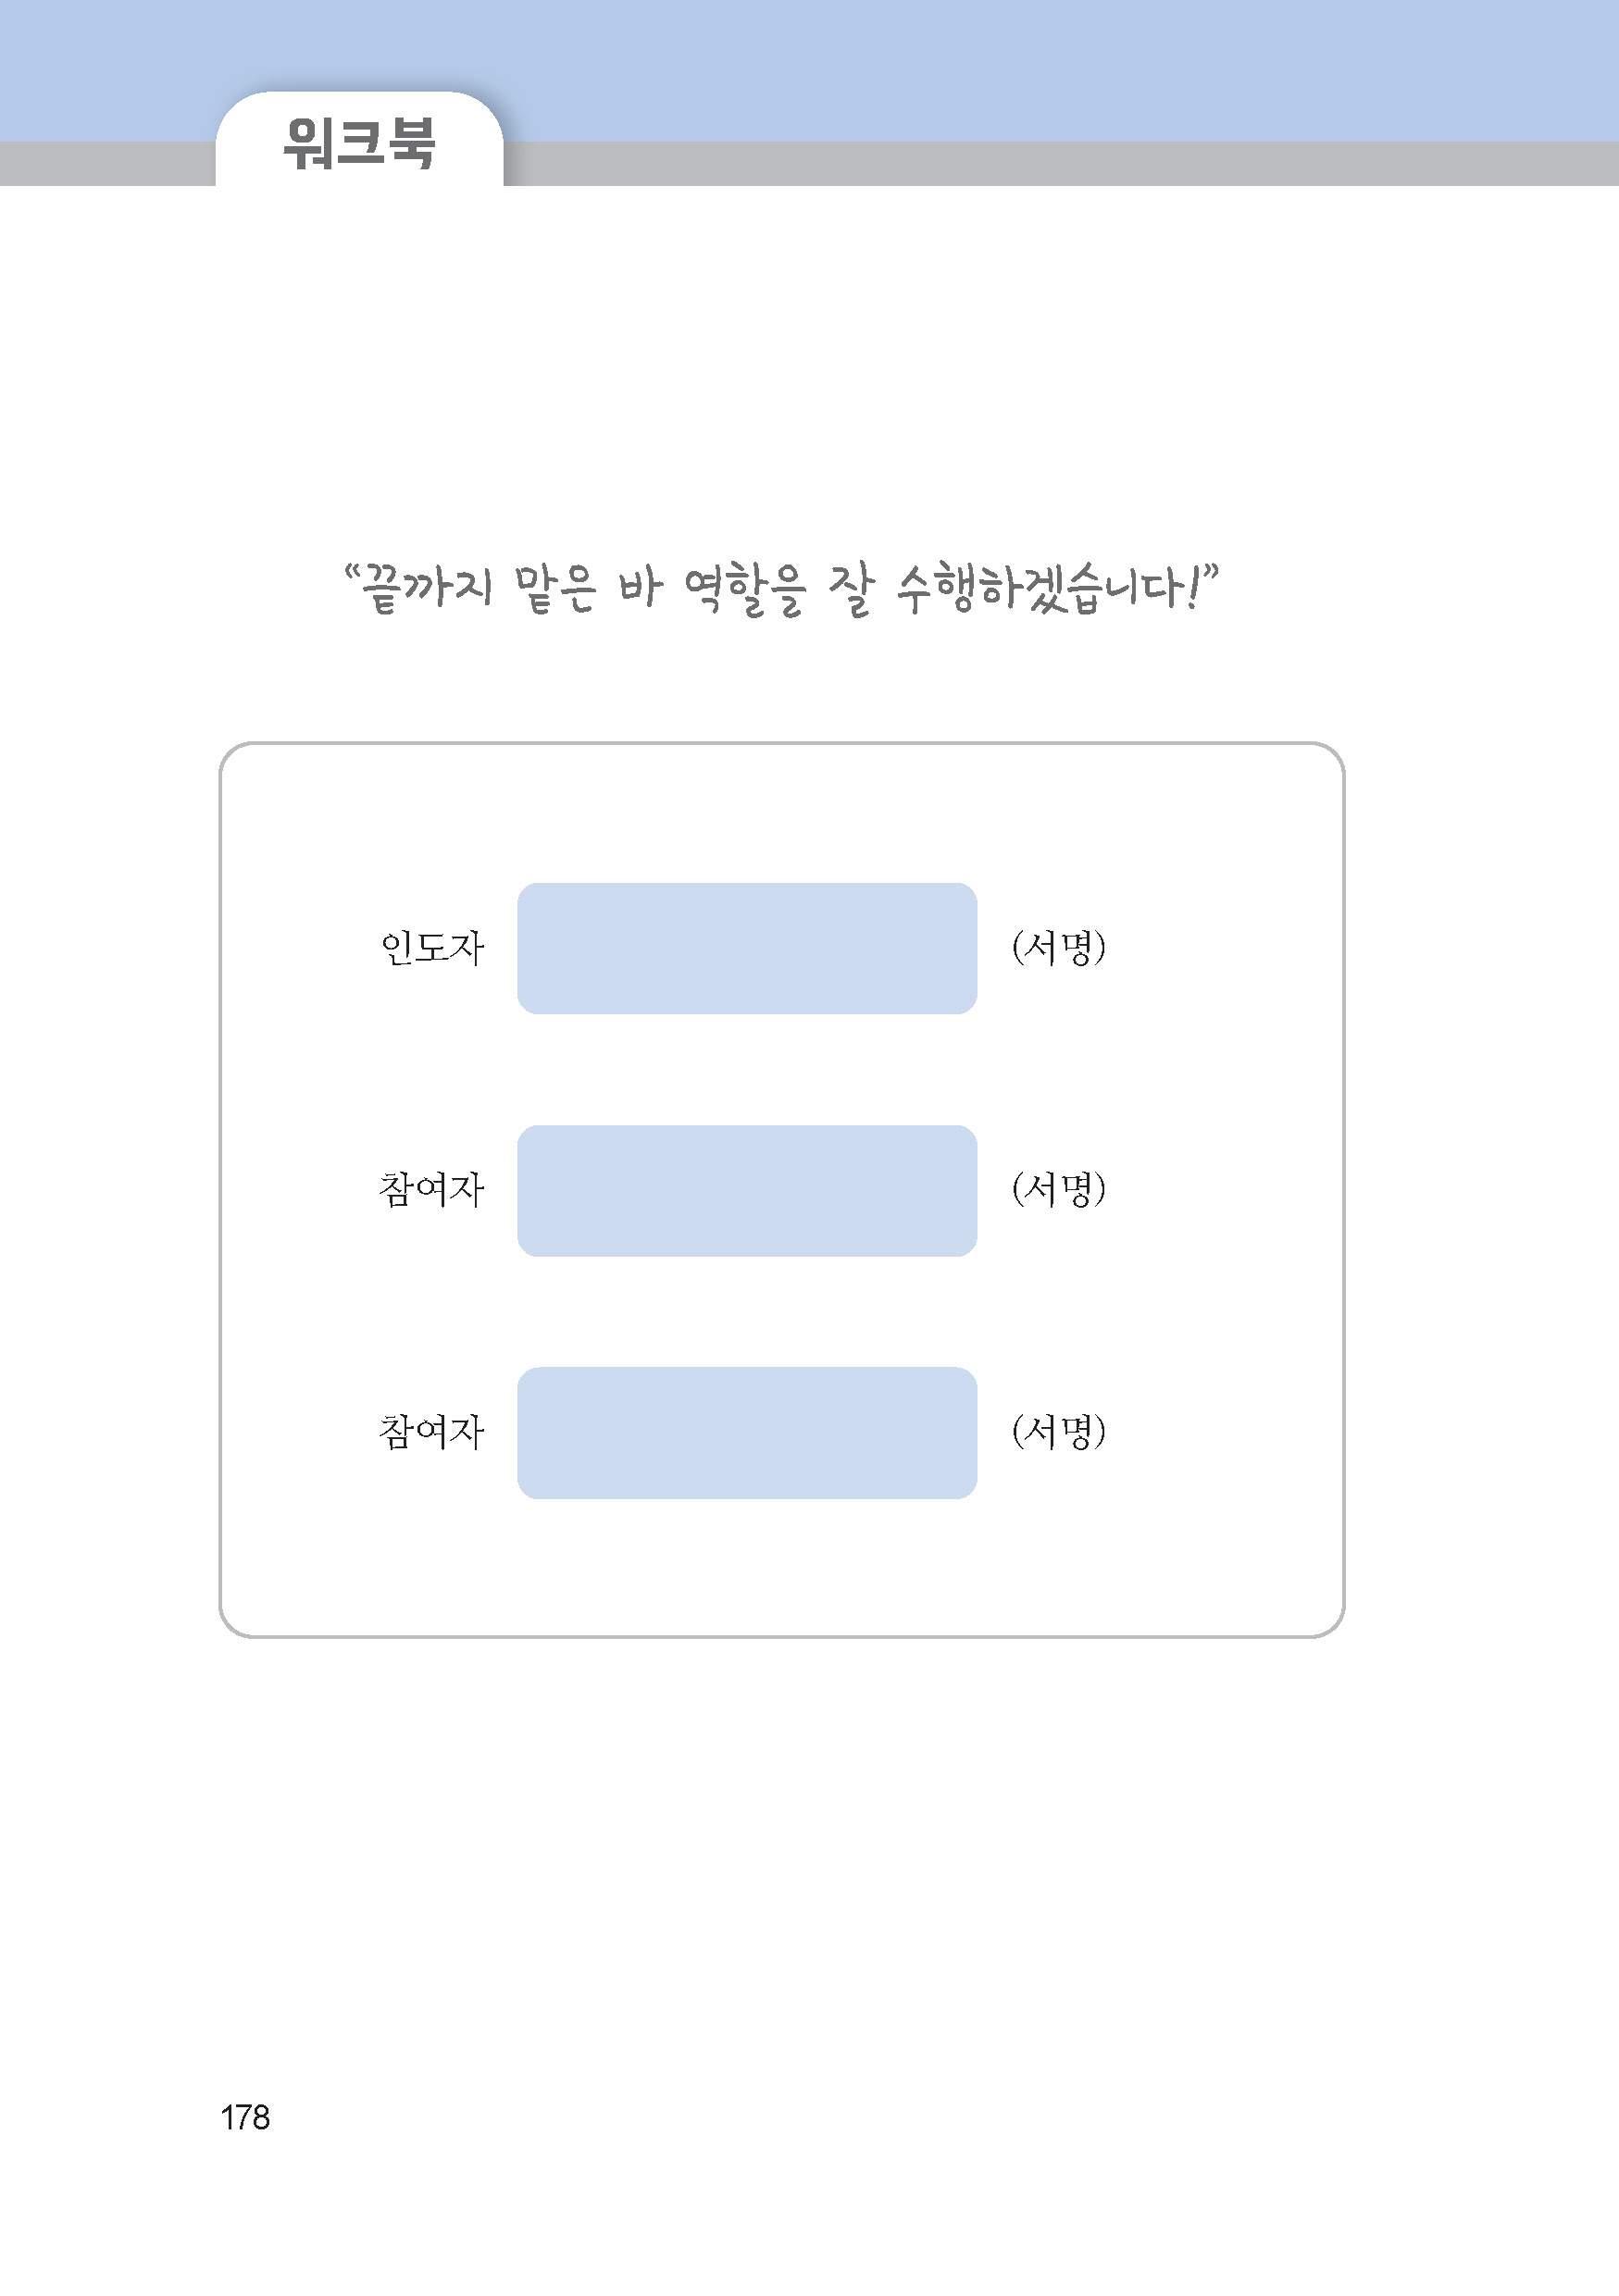 워크북
“끝까지 맡은 바 역할을 잘 수행하겠습니다!”
인도자 (서명)
참여자 (서명)
참여자 (서명)
178